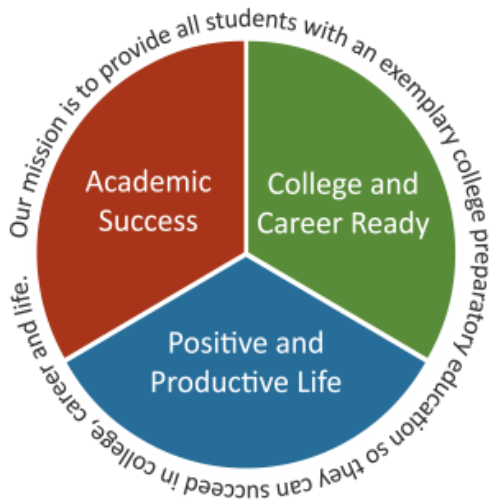 Our mission is to provide all students with an exemplary college preparatory education so they can succeed in college, career and life.
Academic
Success
College and
Career Ready
Positive and
Productive Life